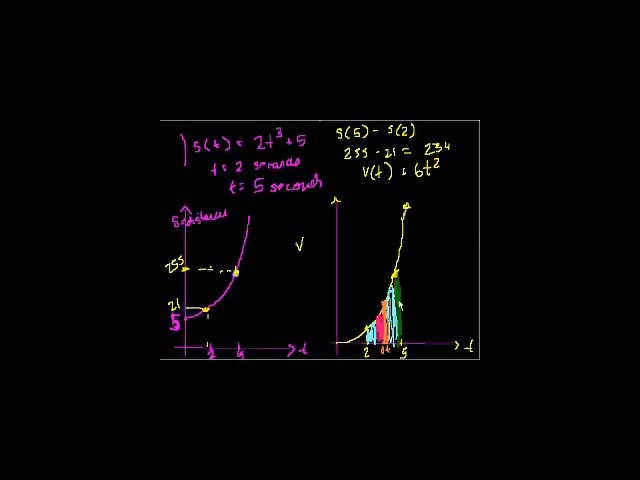 s(t) = 2t³ + 5
t = 2 seconds
t = 5 seconds
s(5) - s(2)
255 - 21 = 234
v(t) = 6t²
s=distance
255
21
5
2
5
t
v
2
Δt
5
t